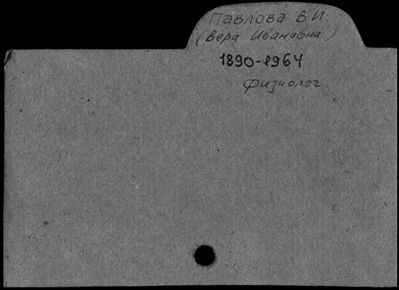 Павлова В.И.
(Вера Ивановна)
1890-1964
физиолог.